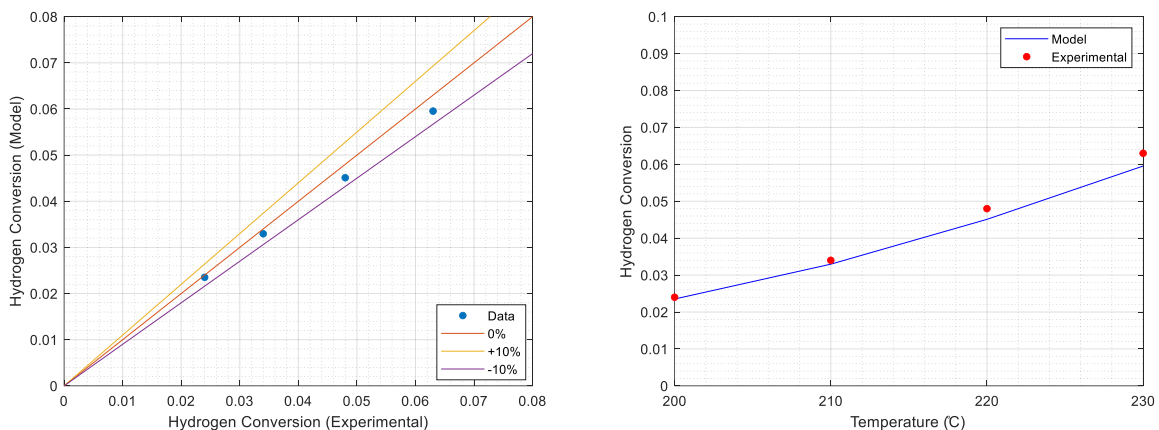 0.08
0.07
0.06
0.05
0.04
0.03
0.02
0.01
0
Hydrogen Conversion (Model)
0 0.01 0.02 0.03 0.04 0.05 0.06 0.07 0.08
Hydrogen Conversion (Experimental)
Data
0%
+10%
-10%
0.1
0.09
0.08
0.07
0.06
0.05
0.04
0.03
0.02
0.01
0
Hydrogen Conversion
200 210 220 230
Temperature (°C)
Model
Experimental